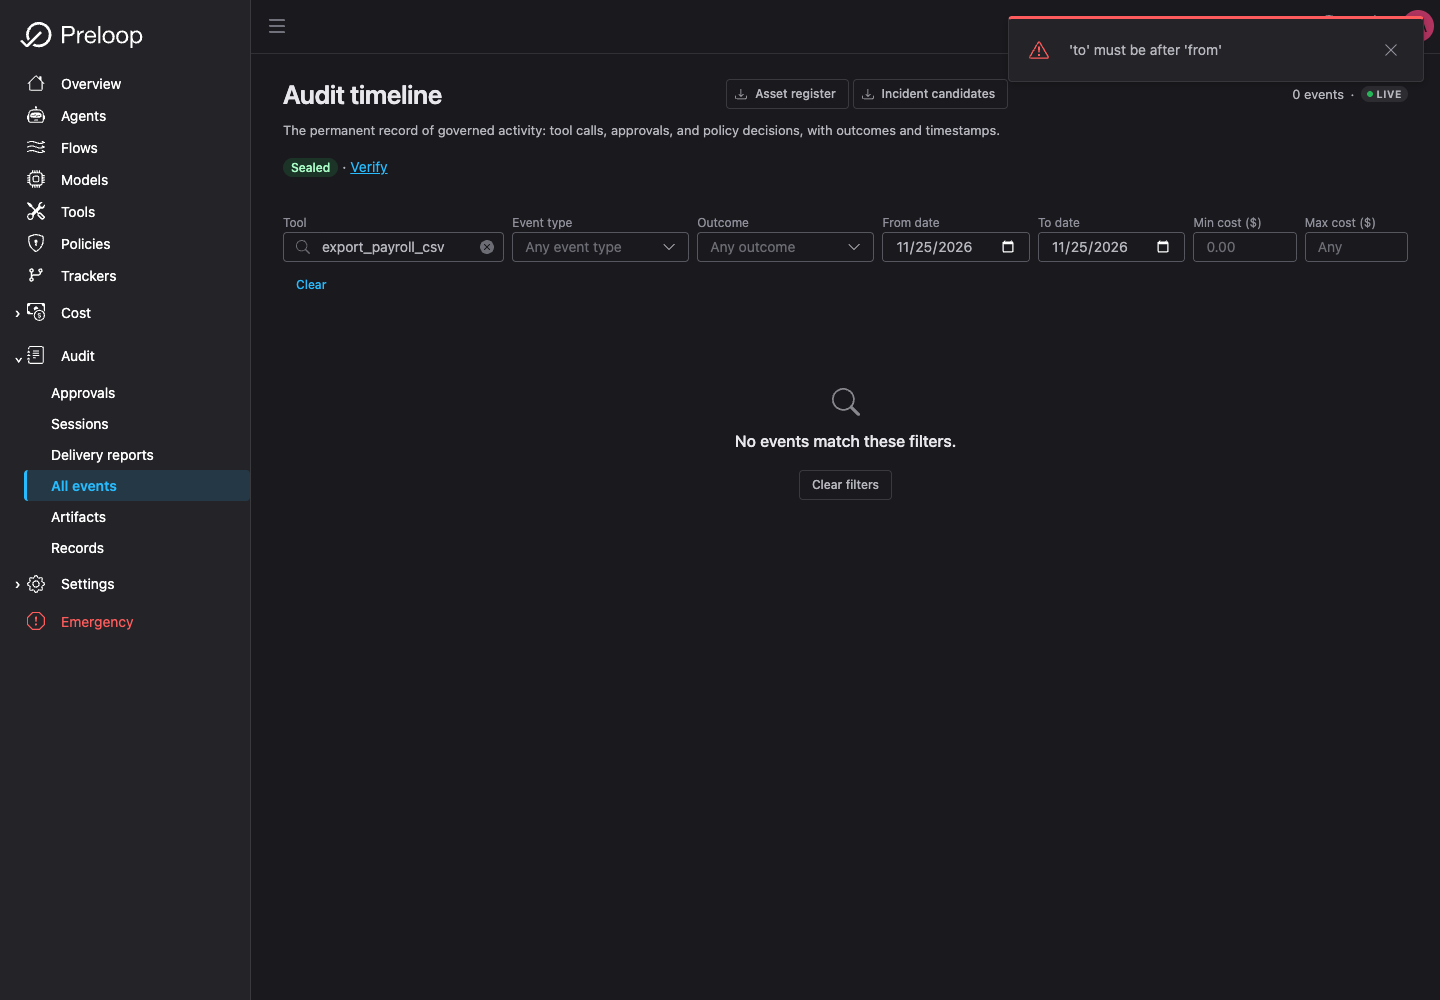 Preloop
Overview
Agents
Flows
Models
Tools
Policies
Trackers
Cost
Audit
Approvals
Sessions
Delivery reports
All events
Artifacts
Records
Settings
Emergency
'to' must be after 'from'
Audit timeline
Asset register
Incident candidates
0 events · LIVE
The permanent record of governed activity: tool calls, approvals, and policy decisions, with outcomes and timestamps.
Sealed · Verify
Tool
Event type
Outcome
From date
To date
Min cost ($)
Max cost ($)
export_payroll_csv
Any event type
Any outcome
11/25/2026
11/25/2026
0.00
Any
Clear
No events match these filters.
Clear filters